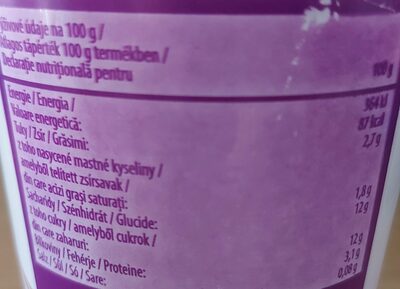 ýživové údaje na 100 g /
átlagos tápérték 100 g termékben /
Declarație nutrițională pentru 100 g
Energie / Energia / 364 kJ
Valoare energetică: 87 kcal
Tuky / Zsír / Grăsimi: 2,7 g
z toho nasycené mastné kyseliny /
amelyből telített zsírsavak /
din care acizi grași saturați: 1,8 g
Sacharidy / Szénhidrát / Glucide: 12 g
z toho cukry / amelyből cukrok /
din care zaharuri: 12 g
Bílkoviny / Fehérje / Proteine: 3,1 g
Salz / Sůl / Só / Sare: 0,08 g